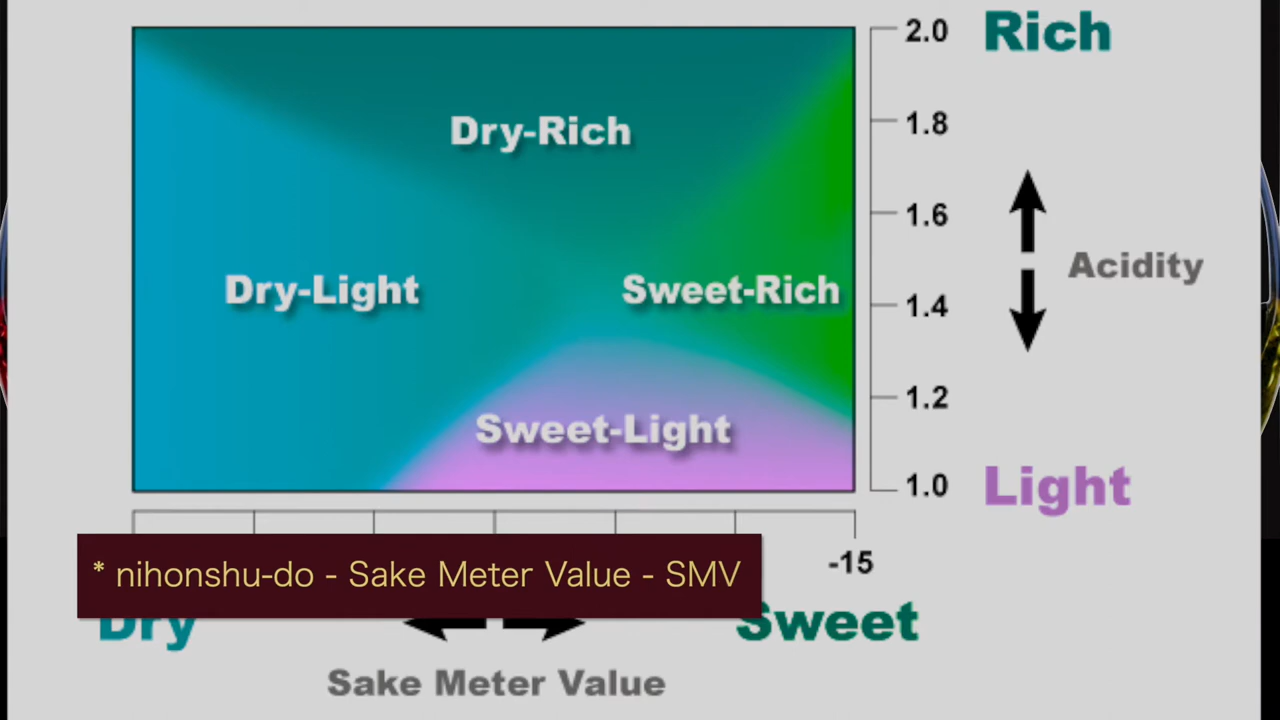 2.0
Rich
1.8
Dry-Rich
1.6
Acidity
Dry-Light
Sweet-Rich
1.4
1.2
Sweet-Light
1.0
Light
-15
* nihonshu-do - Sake Meter Value - SMV
Dry
Sweet
Sake Meter Value